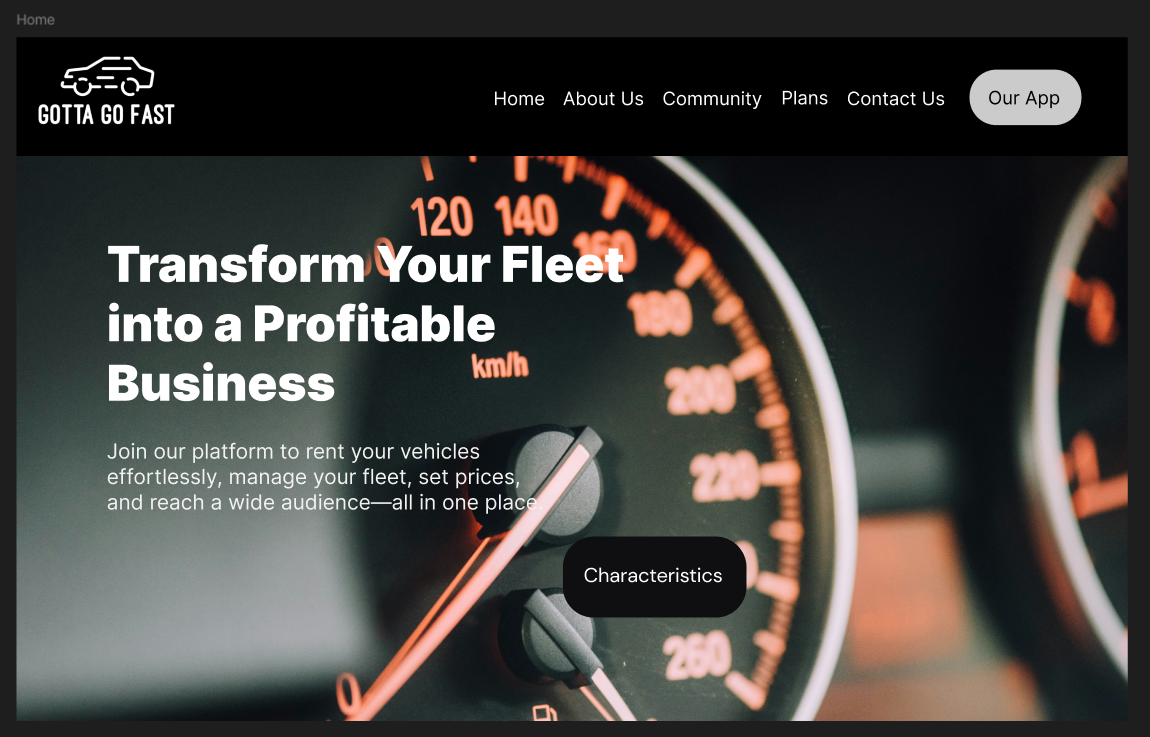 Home
GOTTA GO FAST
Home About Us Community Plans Contact Us Our App
120 140
160
Transform Your Fleet
into a Profitable
Business
180
km/h
200
Join our platform to rent your vehicles
effortlessly, manage your fleet, set prices,
and reach a wide audience—all in one place.
220
Characteristics
260
0